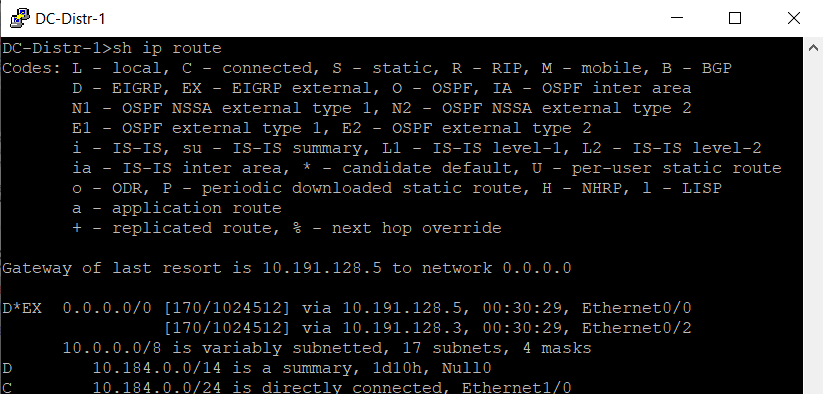 DC-Distr-1
DC-Distr-1>sh ip route
Codes: L - local, C - connected, S - static, R - RIP, M - mobile, B - BGP
       D - EIGRP, EX - EIGRP external, O - OSPF, IA - OSPF inter area
       N1 - OSPF NSSA external type 1, N2 - OSPF NSSA external type 2
       E1 - OSPF external type 1, E2 - OSPF external type 2
       i - IS-IS, su - IS-IS summary, L1 - IS-IS level-1, L2 - IS-IS level-2
       ia - IS-IS inter area, * - candidate default, U - per-user static route
       o - ODR, P - periodic downloaded static route, H - NHRP, l - LISP
       a - application route
       + - replicated route, % - next hop override
Gateway of last resort is 10.191.128.5 to network 0.0.0.0
D*EX  0.0.0.0/0 [170/1024512] via 10.191.128.5, 00:30:29, Ethernet0/0
                [170/1024512] via 10.191.128.3, 00:30:29, Ethernet0/2
      10.0.0.0/8 is variably subnetted, 17 subnets, 4 masks
D        10.184.0.0/14 is a summary, 1d10h, Null0
C        10.184.0.0/24 is directly connected, Ethernet1/0